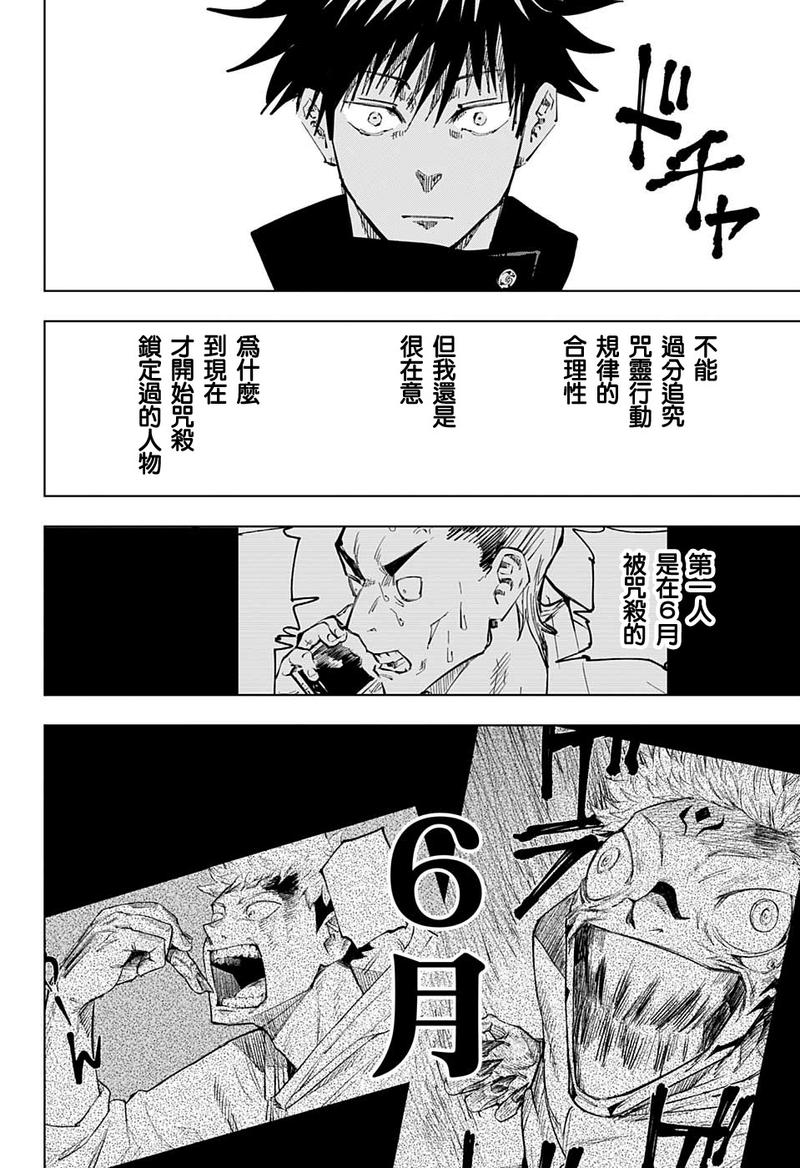 ドチャ
不能
過分追究
咒靈行動
規律的
合理性
但我還是
很在意
為什麼
到現在
才開始咒殺
鎖定過的人物
第一人
是在6月
被咒殺的
6月